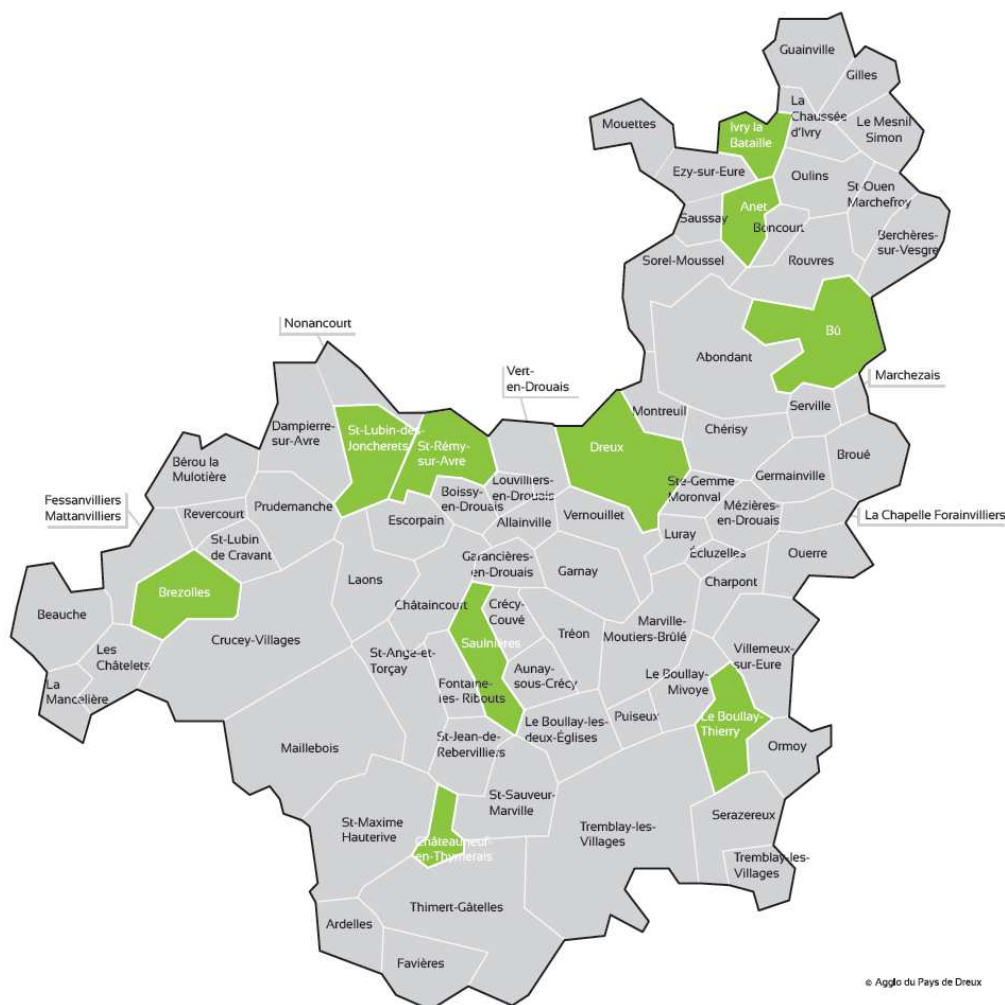 Guainville
Gilles
La
Chaussée
d'Ivry
Le Mesnil
Simon
Mouettes
Ivry la
Bataille
Ezy-sur-Eure
Oulins
St-Ouen
Marchefroy
Anet
Saussay
Boncourt
Berchères-
sur-Vesgre
Sorel-Moussel
Rouvres
Nonancourt
Bû
Abondant
Vert-
en-Drouais
Marchezais
Montreuil
Serville
Dampierre-
sur-Avre
St-Lubin-des-
Joncherets
St-Rémy-
sur-Avre
Dreux
Chérisy
Broué
Bérou la
Mulotière
Louvilliers-
en-Drouais
Germainville
Ste-Gemme
Moronval
Fessanvilliers
Mattanvilliers
Prudemanche
Boissy-
en-Drouais
Revercourt
Escorpain
Allainville
Vernouillet
Mézières-
en-Drouais
La Chapelle Forainvilliers
St-Lubin
de Cravant
Luray
Écluzelles
Ouerre
Garancières-
en-Drouais
Garnay
Laons
Charpont
Brezolles
Beauche
Châtaincourt
Crécy-
Couvé
Crucey-Villages
Saulnières
Tréon
Marville-
Moutiers-Brûlé
Les
Châtelets
St-Ange-et-
Torçay
Villemeux-
sur-Eure
Aunay-
sous-Crécy
Le Boullay-
Mivoye
La
Mancelière
Fontaine-
les-Ribouts
Puiseux
Le Boullay-
Thierry
Le Boullay-les-
deux-Églises
Maillebois
St-Jean-de-
Rebervilliers
Ormoy
St-Sauveur-
Marville
St-Maxime
Hauterive
Serazereux
Tremblay-les-
Villages
Châteauneuf-
en-Thymerais
Tremblay-les-
Villages
Thimert-Gâtelles
Ardelles
Favières
© Agglo du Pays de Dreux